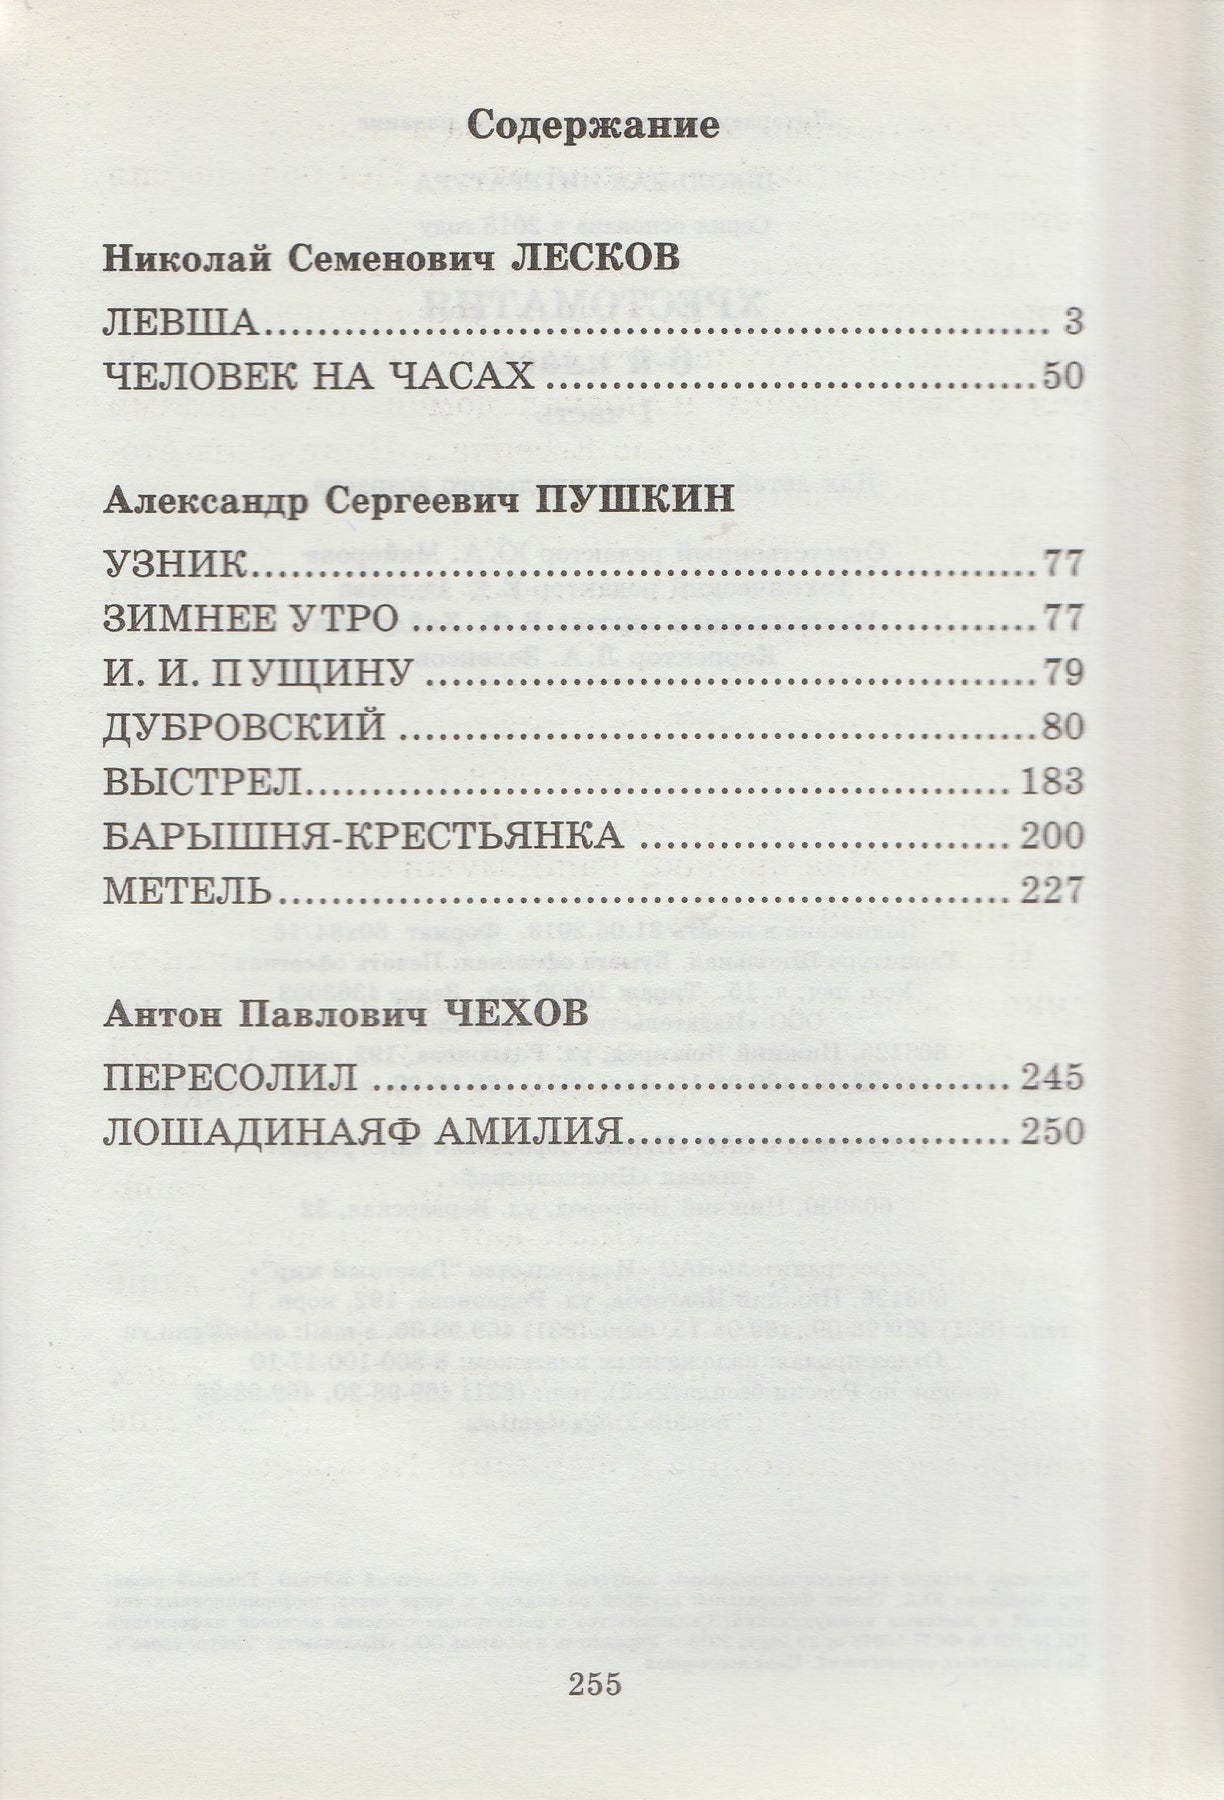 Содержание
Николай Семенович ЛЕСКОВ
ЛЕВША.................................................... 3
ЧЕЛОВЕК НА ЧАСАХ ....................................50
Александр Сергеевич ПУШКИН
УЗНИК.....................................................77
ЗИМНЕЕ УТРО ............................................77
И. И. ПУЩИНУ ...........................................79
ДУБРОВСКИЙ .............................................80
ВЫСТРЕЛ................................................. 183
БАРЫШНЯ-КРЕСТЬЯНКА ........................... 200
МЕТЕЛЬ................................................... 227
Антон Павлович ЧЕХОВ
ПЕРЕСОЛИЛ ............................................. 245
ЛОШАДИНАЯФ АМИЛИЯ............................ 250
255